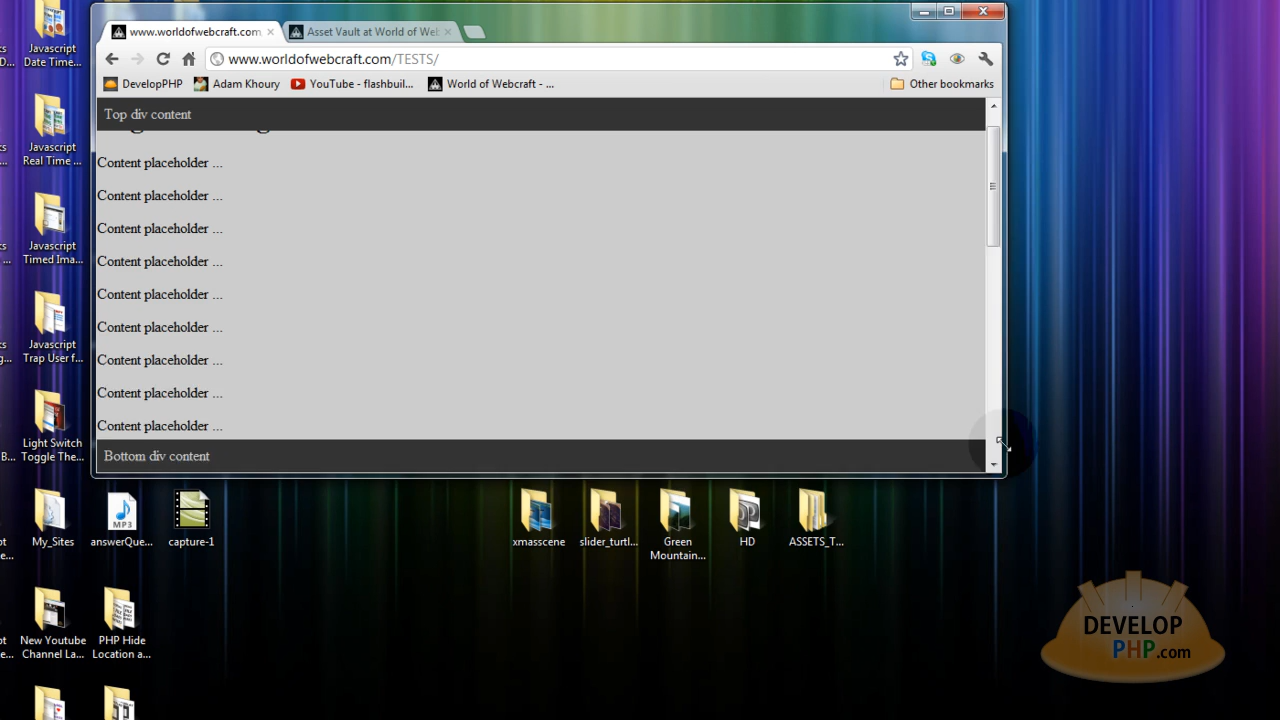 www.worldofwebcraft.com
Asset Vault at World of Web
www.worldofwebcraft.com/TESTS/
DevelopPHP
Adam Khoury
YouTube - flashbuil...
World of Webcraft - ...
Other bookmarks
Top div content
Content placeholder ...
Content placeholder ...
Content placeholder ...
Content placeholder ...
Content placeholder ...
Content placeholder ...
Content placeholder ...
Content placeholder ...
Content placeholder ...
Bottom div content
Javascript
Date Time...
Javascript
Real Time ...
Javascript
Timed Ima...
Javascript
Trap User f...
Light Switch
Toggle The...
My_Sites
answerQue...
capture-1
xmasscene
slider_turtl...
Green
Mountain...
HD
ASSETS_T...
New Youtube
Channel La...
PHP Hide
Location a...
MP3
DEVELOP
PHP.com